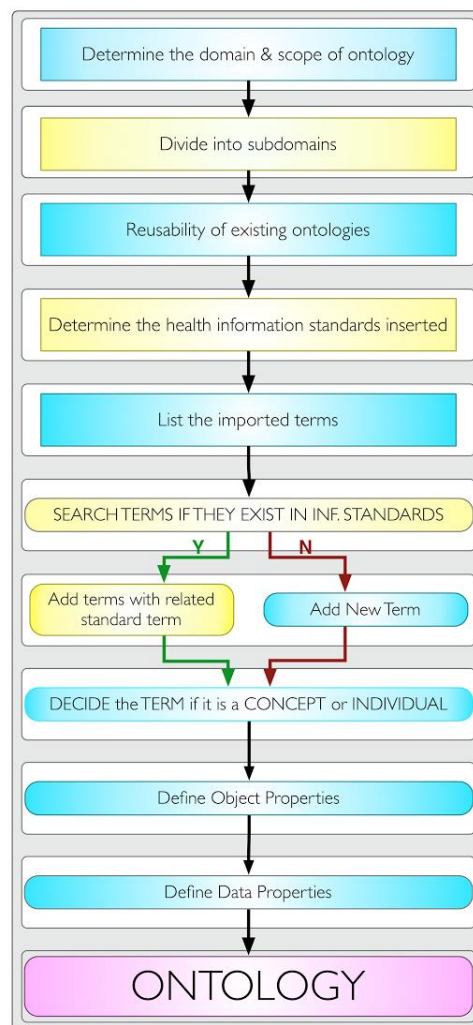 Determine the domain & scope of ontology
Divide into subdomains
Reusability of existing ontologies
Determine the health information standards inserted
List the imported terms
SEARCH TERMS IF THEY EXIST IN INF. STANDARDS
Y
N
Add terms with related
standard term
Add New Term
DECIDE the TERM if it is a CONCEPT or INDIVIDUAL
Define Object Properties
Define Data Properties
ONTOLOGY